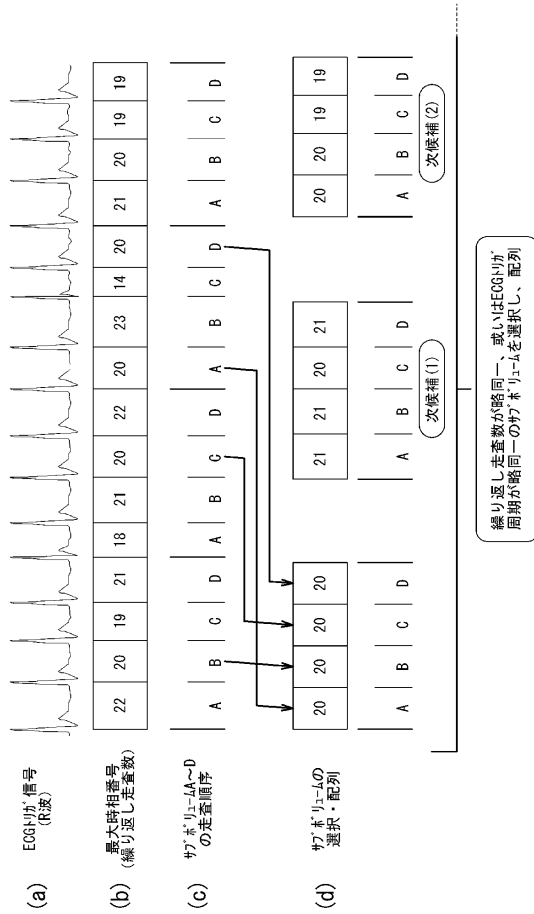 (a)
ECGﾄﾘｶﾞ信号
(R波)
(b)
最大時相番号
(繰り返し走査数)
22 20 19 21 18 21 20 22 20 23 14 20 21 20 19 19
(c)
ｻﾌﾞﾎﾞﾘｭｰﾑA～D
の走査順序
A B C D A B C D A B C D A B C D
(d)
ｻﾌﾞﾎﾞﾘｭｰﾑの
選択・配列
20 20 20 20
A B C D
21 21 20 21
A B C D
次候補(1)
20 20 19 19
A B C D
次候補(2)
繰り返し走査数が略同一、或いはECGﾄﾘｶﾞ
周期が略同一のｻﾌﾞﾎﾞﾘｭｰﾑを選択し、配列